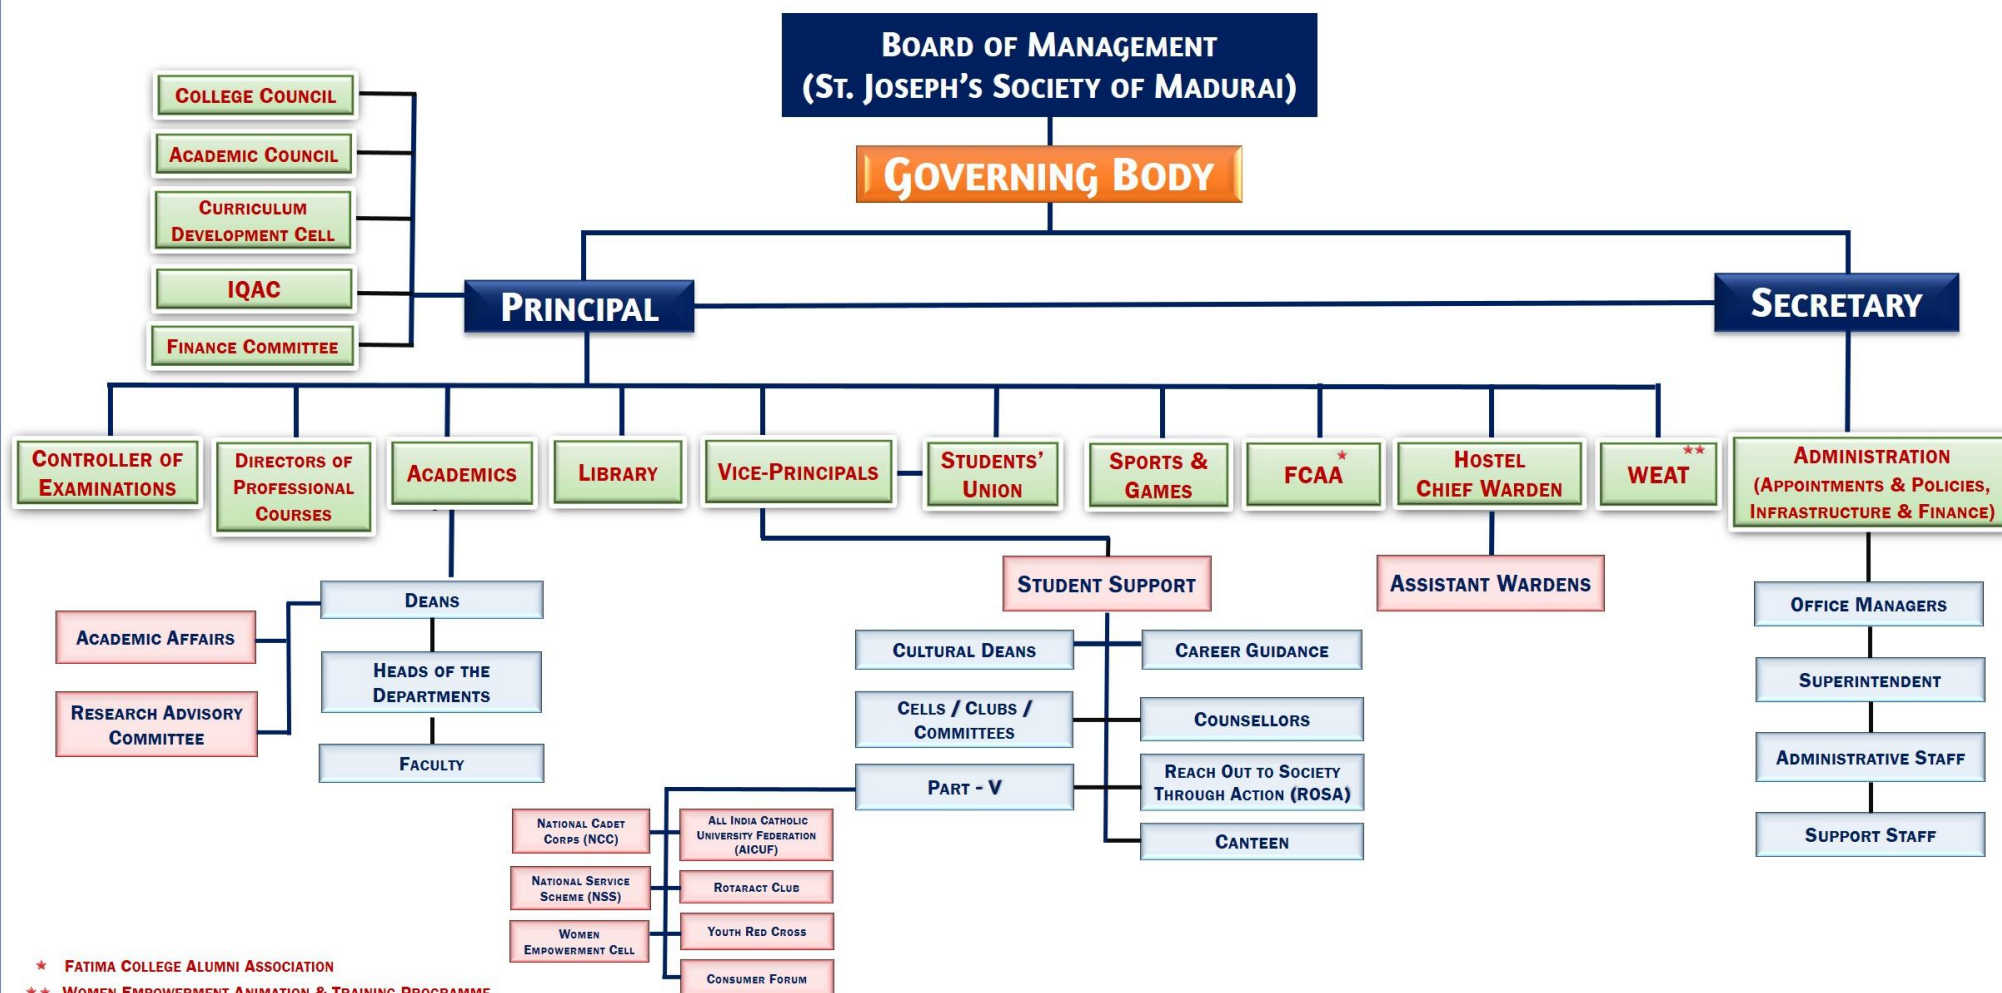 Board of Management
(St. Joseph's Society of Madurai)
Governing Body
College Council
Academic Council
Curriculum
Development Cell
IQAC
Finance Committee
Principal
Secretary
Controller of
Examinations
Directors of
Professional
Courses
Academics
Library
Vice-Principals
Students'
Union
Sports &
Games
FCAA *
Hostel
Chief Warden
WEAT **
Administration
(Appointments & Policies,
Infrastructure & Finance)
Deans
Academic Affairs
Heads of the
Departments
Research Advisory
Committee
Faculty
Student Support
Assistant Wardens
Cultural Deans
Career Guidance
Cells / Clubs /
Committees
Counsellors
Part - V
Reach Out to Society
Through Action (ROSA)
Canteen
Office Managers
Superintendent
Administrative Staff
Support Staff
National Cadet
Corps (NCC)
All India Catholic
University Federation
(AICUF)
National Service
Scheme (NSS)
Rotaract Club
Women
Empowerment Cell
Youth Red Cross
Consumer Forum
* Fatima College Alumni Association
** Women Empowerment Animation & Training Programme